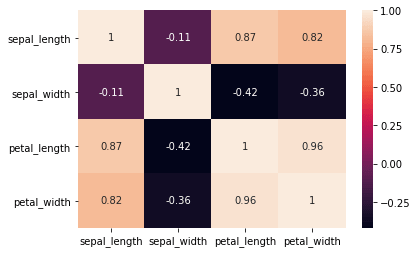 sepal_length 1 -0.11 0.87 0.82
sepal_width -0.11 1 -0.42 -0.36
petal_length 0.87 -0.42 1 0.96
petal_width 0.82 -0.36 0.96 1
sepal_length sepal_width petal_length petal_width
1.00
0.75
0.50
0.25
0.00
-0.25